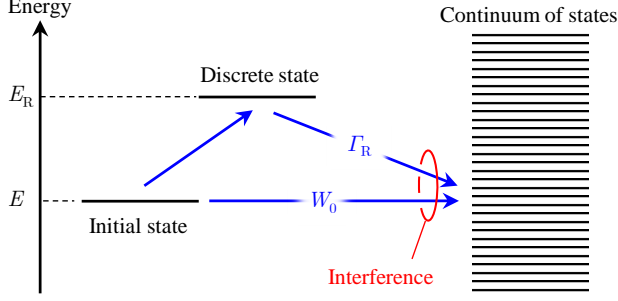 Energy
Continuum of states
Discrete state
E_R
Γ_R
E
W_0
Initial state
Interference